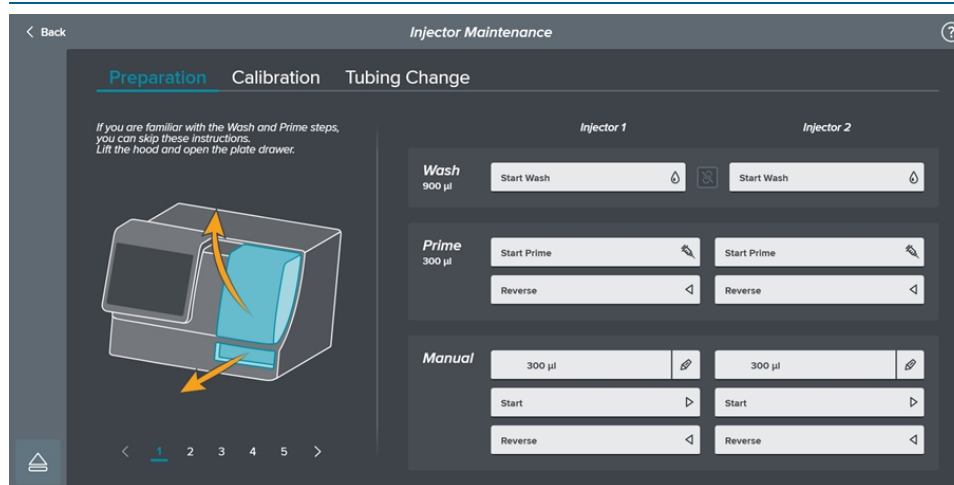 Back
Injector Maintenance
?
Preparation Calibration Tubing Change
If you are familiar with the Wash and Prime steps,
you can skip these instructions.
Lift the hood and open the plate drawer.
Injector 1 Injector 2
Wash
900 µl
Start Wash Start Wash
Prime
300 µl
Start Prime Start Prime
Reverse Reverse
Manual
300 µl 300 µl
Start Start
Reverse Reverse
< 1 2 3 4 5 >